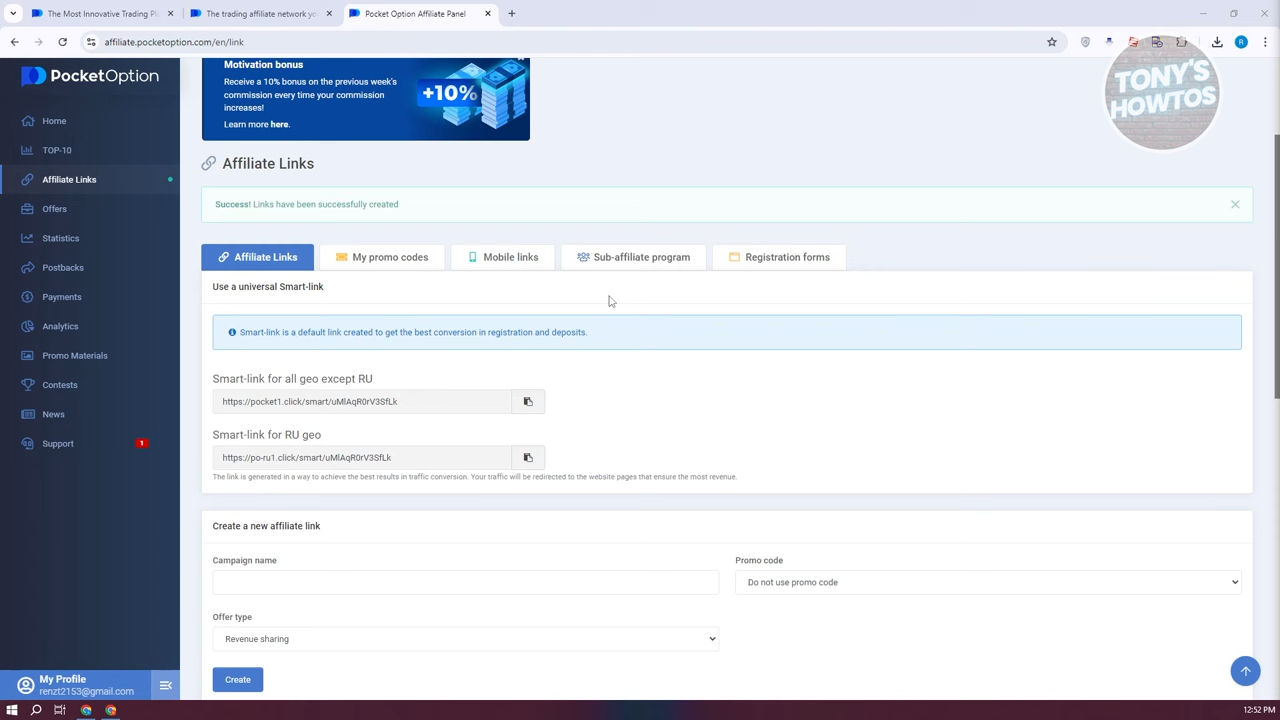 The Most Innovative Trading Pl
The trading affiliate network yo
Pocket Option Affiliate Panel
affiliate.pocketoption.com/en/link
R
PocketOption
Home
TOP-10
Affiliate Links
Offers
Statistics
Postbacks
Payments
Analytics
Promo Materials
Contests
News
Support
1
My Profile
renzt2153@gmail.com
Motivation bonus
Receive a 10% bonus on the previous week's
commission every time your commission
increases!
Learn more here.
+10%
TONY'S
HOWTOS
Affiliate Links
Success! Links have been successfully created
Affiliate Links
My promo codes
Mobile links
Sub-affiliate program
Registration forms
Use a universal Smart-link
Smart-link is a default link created to get the best conversion in registration and deposits.
Smart-link for all geo except RU
https://pocket1.click/smart/uMlAqR0rV3SfLk
Smart-link for RU geo
https://po-ru1.click/smart/uMlAqR0rV3SfLk
The link is generated in a way to achieve the best results in traffic conversion. Your traffic will be redirected to the website pages that ensure the most revenue.
Create a new affiliate link
Campaign name
Promo code
Do not use promo code
Offer type
Revenue sharing
Create
12:52 PM